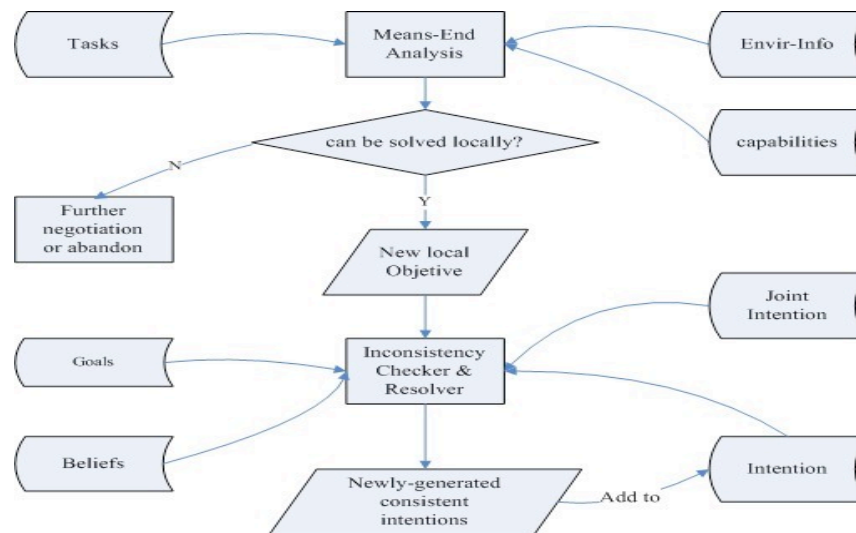 Tasks
Means-End
Analysis
Envir-Info
can be solved locally?
capabilities
N
Further
negotiation
or abandon
Y
New local
Objetive
Joint
Intention
Goals
Inconsistency
Checker &
Resolver
Beliefs
Newly-generated
consistent
intentions
Add to
Intention